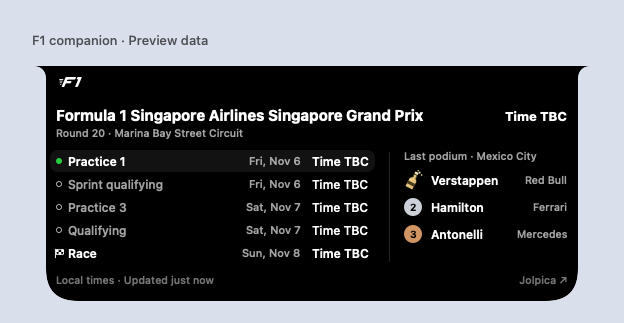 F1 companion · Preview data
F1
Formula 1 Singapore Airlines Singapore Grand Prix
Time TBC
Round 20 · Marina Bay Street Circuit
Practice 1 Fri, Nov 6 Time TBC
Sprint qualifying Fri, Nov 6 Time TBC
Practice 3 Sat, Nov 7 Time TBC
Qualifying Sat, Nov 7 Time TBC
Race Sun, Nov 8 Time TBC
Last podium · Mexico City
Verstappen Red Bull
2 Hamilton Ferrari
3 Antonelli Mercedes
Local times · Updated just now
Jolpica ↗